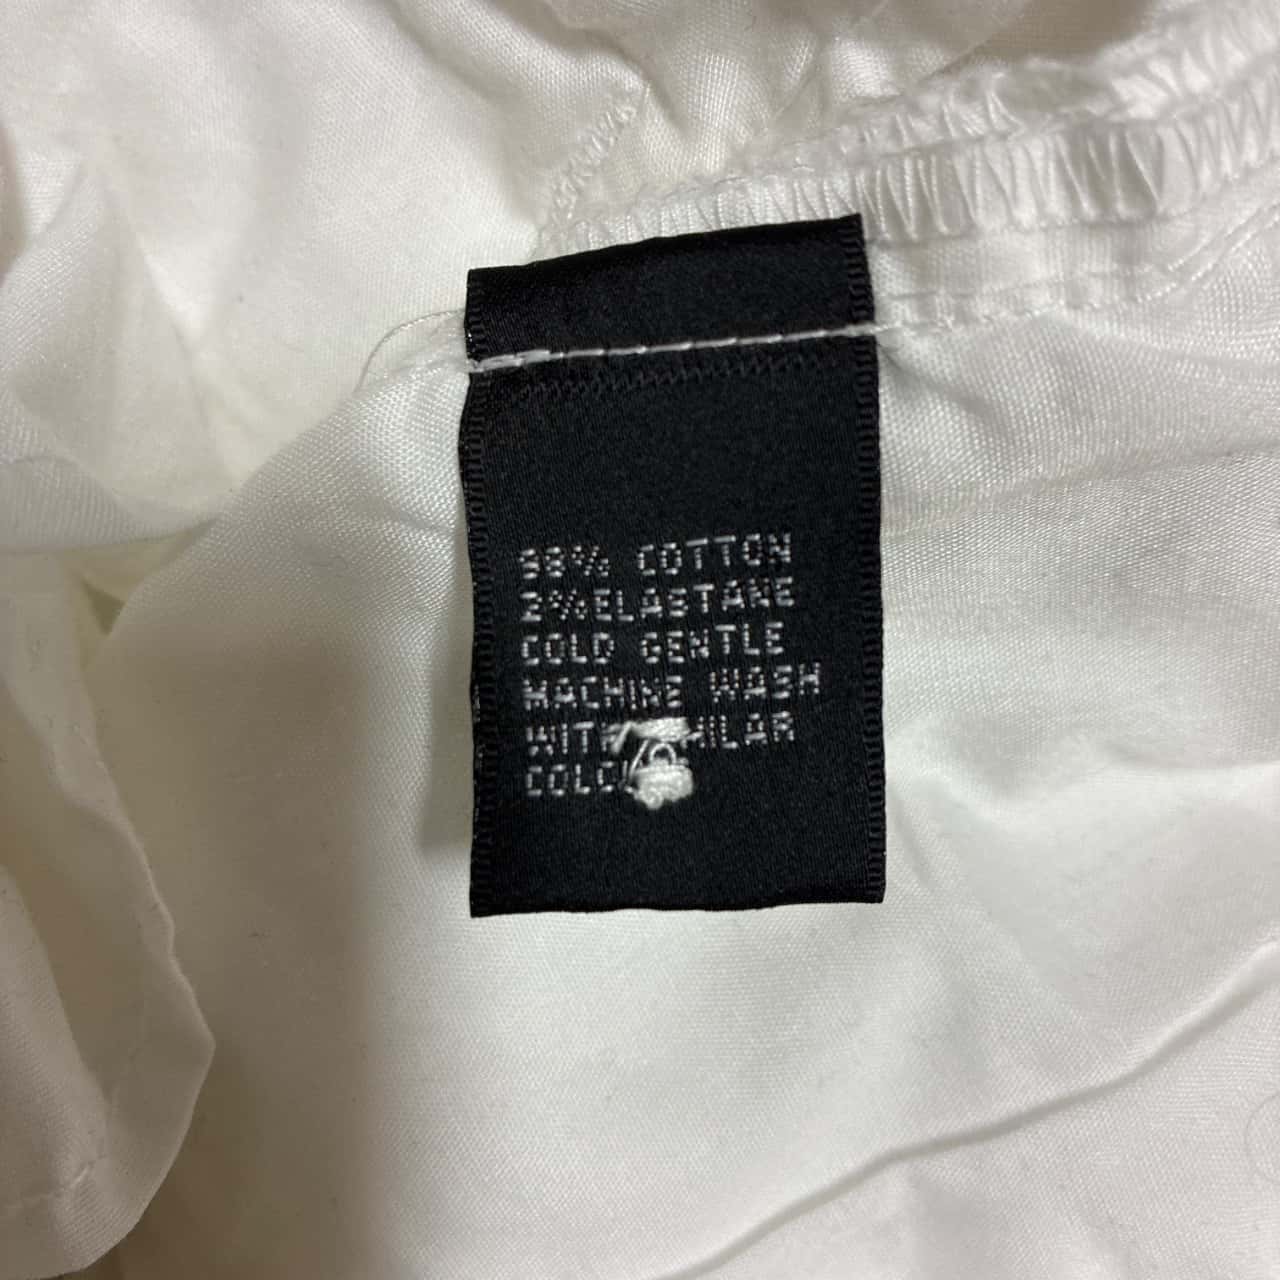 98% COTTON
2%ELASTANE
COLD GENTLE
MACHINE WASH
WITH